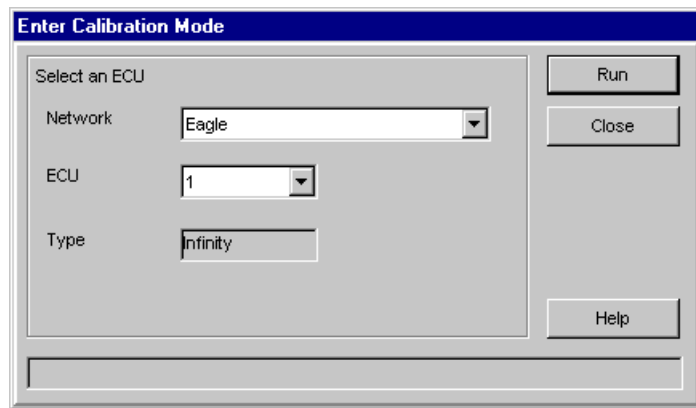 Enter Calibration Mode
Select an ECU
Run
Network Eagle
Close
ECU 1
Type Infinity
Help